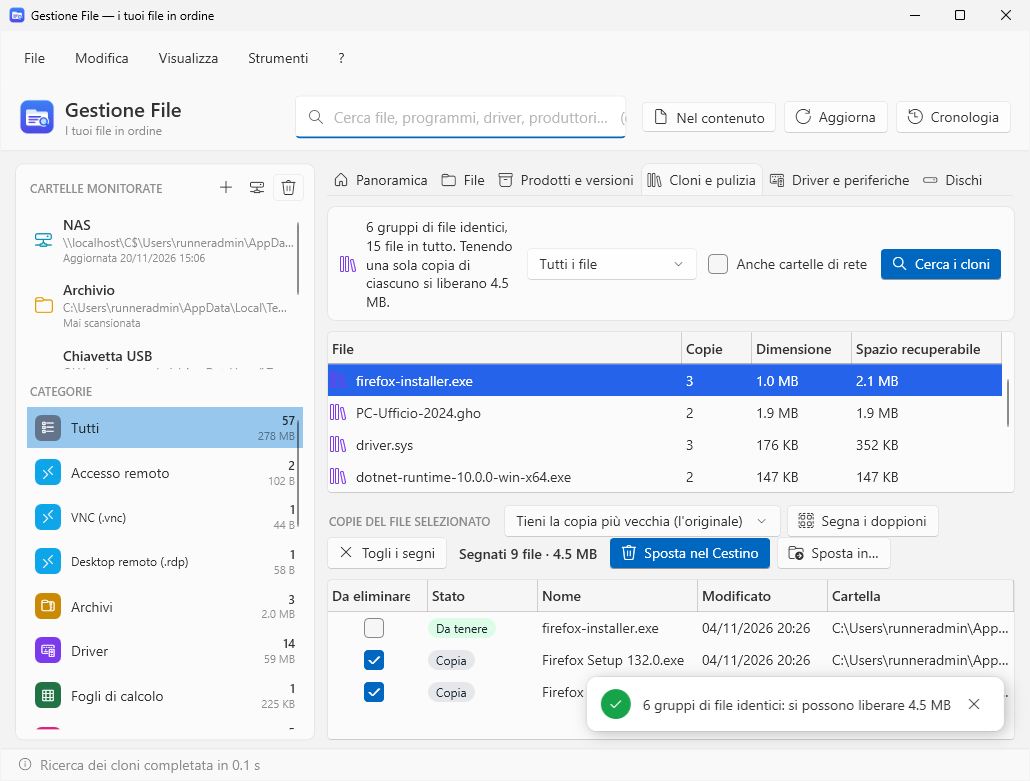 Gestione File — i tuoi file in ordine
File Modifica Visualizza Strumenti ?
Gestione File
I tuoi file in ordine
Cerca file, programmi, driver, produttori...
Nel contenuto
Aggiorna
Cronologia
CARTELLE MONITORATE
NAS
\\localhost\C$\Users\runneradmin\AppDa...
Aggiornata 20/11/2026 15:06
Archivio
C:\Users\runneradmin\AppData\Local\Te...
Mai scansionata
Chiavetta USB
CATEGORIE
Tutti 57
278 MB
Accesso remoto 2
102 B
VNC (.vnc) 1
44 B
Desktop remoto (.rdp) 1
58 B
Archivi 3
2.0 MB
Driver 14
59 MB
Fogli di calcolo 1
225 KB
Panoramica File Prodotti e versioni Cloni e pulizia Driver e periferiche Dischi
6 gruppi di file identici,
15 file in tutto. Tenendo
una sola copia di
ciascuno si liberano 4.5
MB.
Tutti i file
Anche cartelle di rete
Cerca i cloni
File Copie Dimensione Spazio recuperabile
firefox-installer.exe 3 1.0 MB 2.1 MB
PC-Ufficio-2024.gho 2 1.9 MB 1.9 MB
driver.sys 3 176 KB 352 KB
dotnet-runtime-10.0.0-win-x64.exe 2 147 KB 147 KB
COPIE DEL FILE SELEZIONATO Tieni la copia più vecchia (l'originale) Segna i doppioni
Togli i segni Segnati 9 file · 4.5 MB Sposta nel Cestino Sposta in...
Da eliminare Stato Nome Modificato Cartella
Da tenere firefox-installer.exe 04/11/2026 20:26 C:\Users\runneradmin\App...
Copia Firefox Setup 132.0.exe 04/11/2026 20:26 C:\Users\runneradmin\App...
Copia Firefox
6 gruppi di file identici: si possono liberare 4.5 MB
Ricerca dei cloni completata in 0.1 s